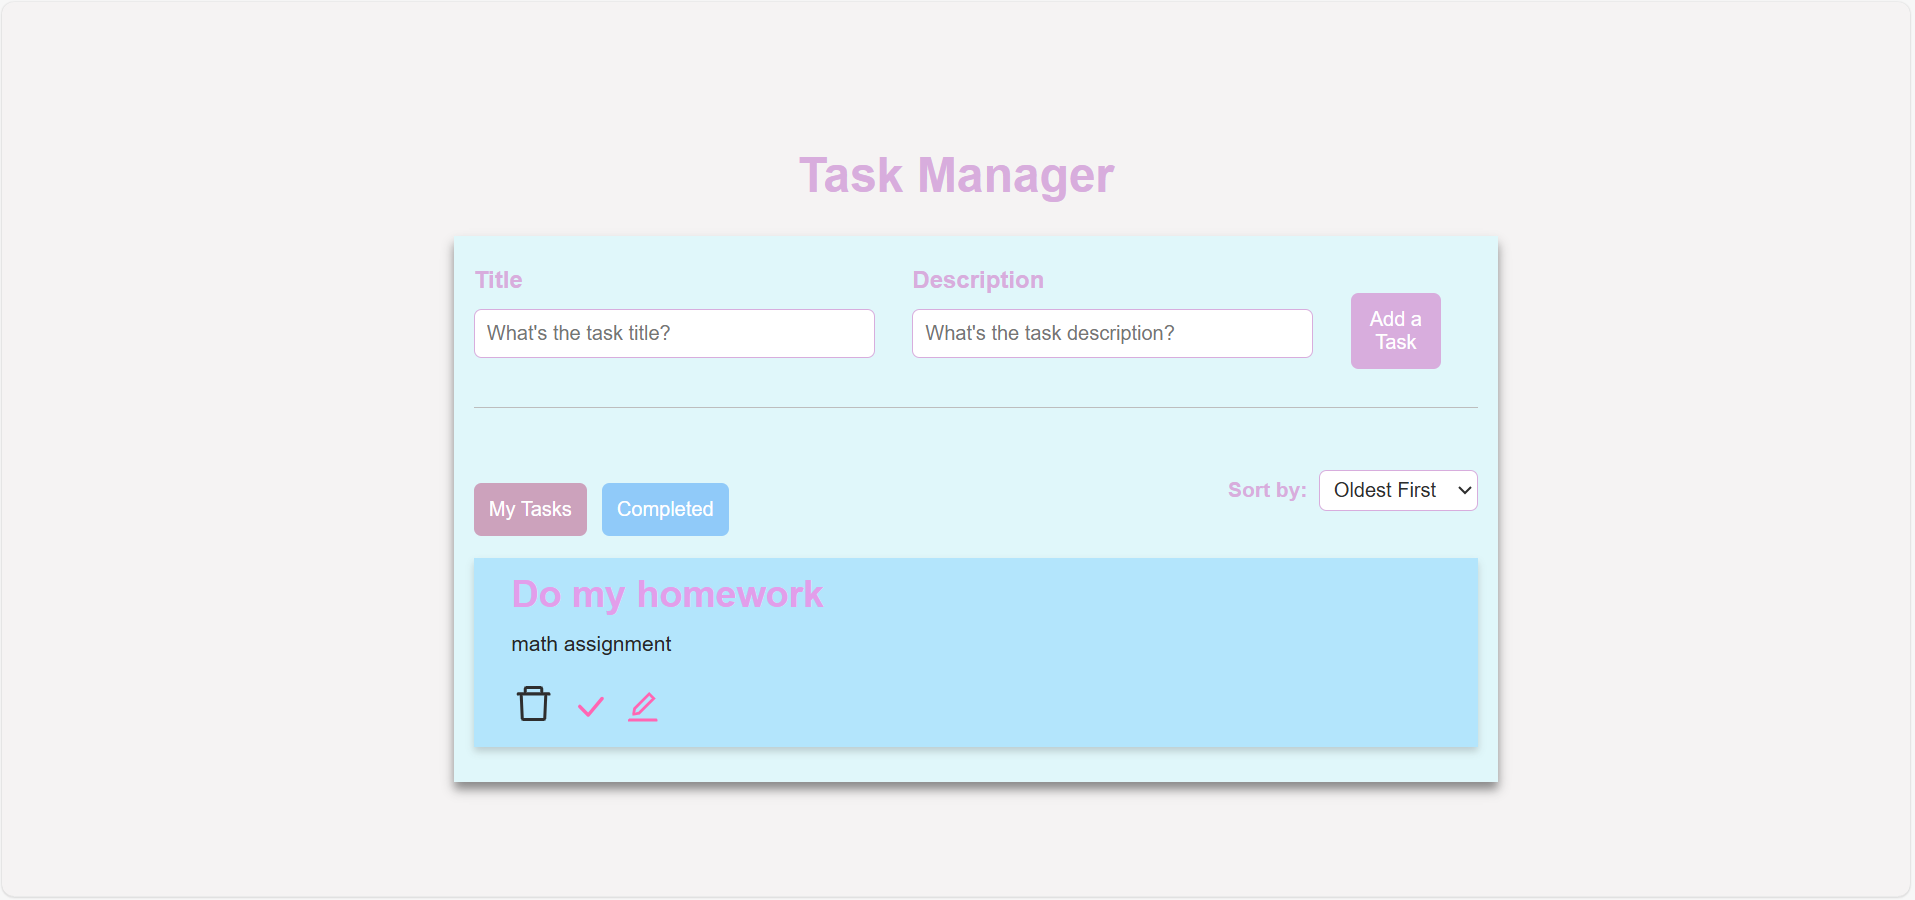 Task Manager
Title
Description
What's the task title?
What's the task description?
Add a
Task
My Tasks
Completed
Sort by:
Oldest First
Do my homework
math assignment